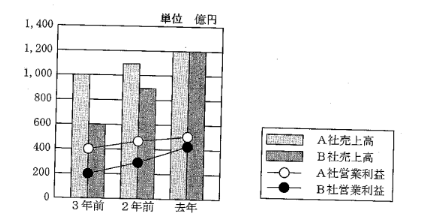 単位 億円
1,400
1,200
1,000
800
600
400
200
0
3年前 2年前 去年
A社売上高
B社売上高
A社営業利益
B社営業利益